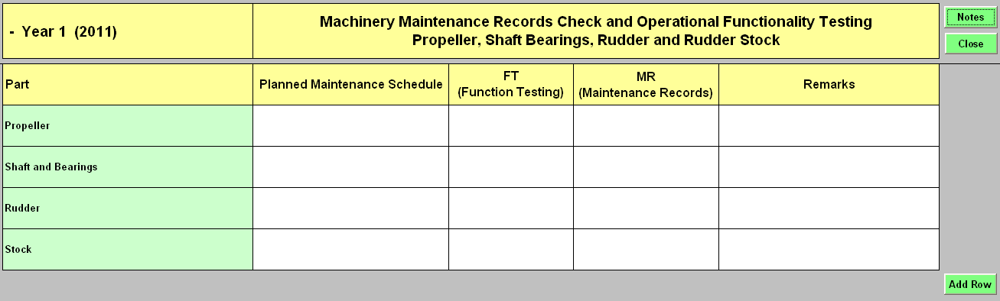 - Year 1 (2011)
Machinery Maintenance Records Check and Operational Functionality Testing
Propeller, Shaft Bearings, Rudder and Rudder Stock
Notes
Close
Part
Planned Maintenance Schedule
FT
(Function Testing)
MR
(Maintenance Records)
Remarks
Propeller
Shaft and Bearings
Rudder
Stock
Add Row